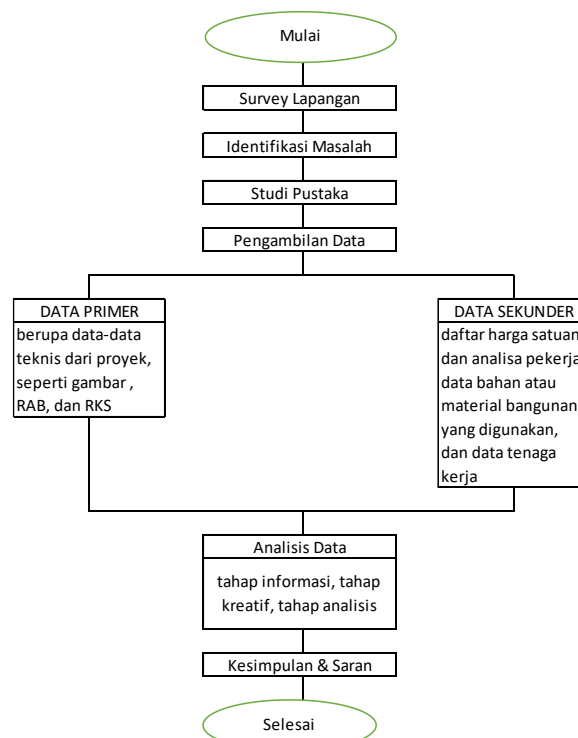 Mulai
Survey Lapangan
Identifikasi Masalah
Studi Pustaka
Pengambilan Data
DATA PRIMER
berupa data-data
teknis dari proyek,
seperti gambar ,
RAB, dan RKS
DATA SEKUNDER
daftar harga satuan
dan analisa pekerja
data bahan atau
material bangunan
yang digunakan,
dan data tenaga
kerja
Analisis Data
tahap informasi, tahap
kreatif, tahap analisis
Kesimpulan & Saran
Selesai